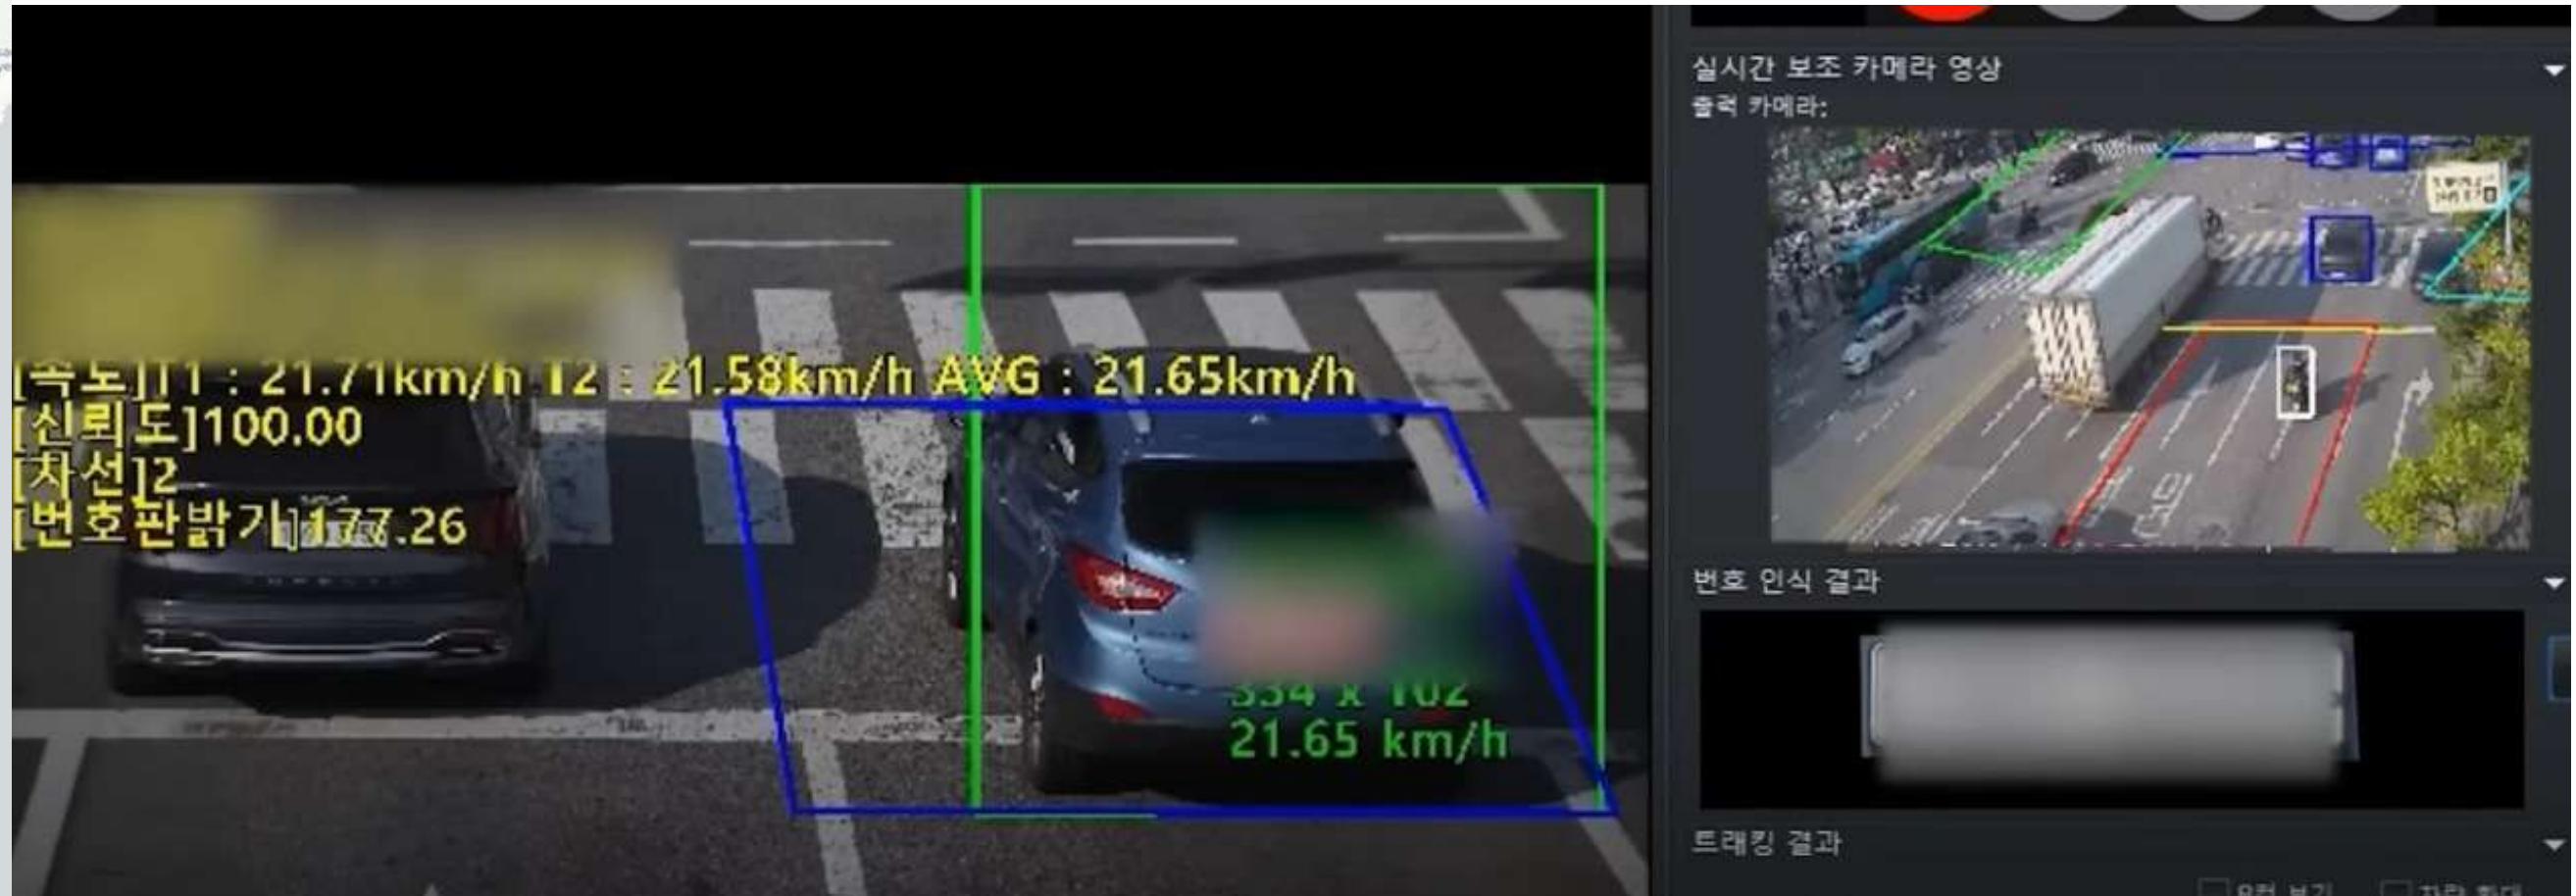 [속도]T1 : 21.71km/h T2 : 21.58km/h AVG : 21.65km/h
[신뢰도]100.00
[차선]2
[번호판밝기]177.26
334 x 102
21.65 km/h
실시간 보조 카메라 영상
출력 카메라:
번호 인식 결과
트래킹 결과